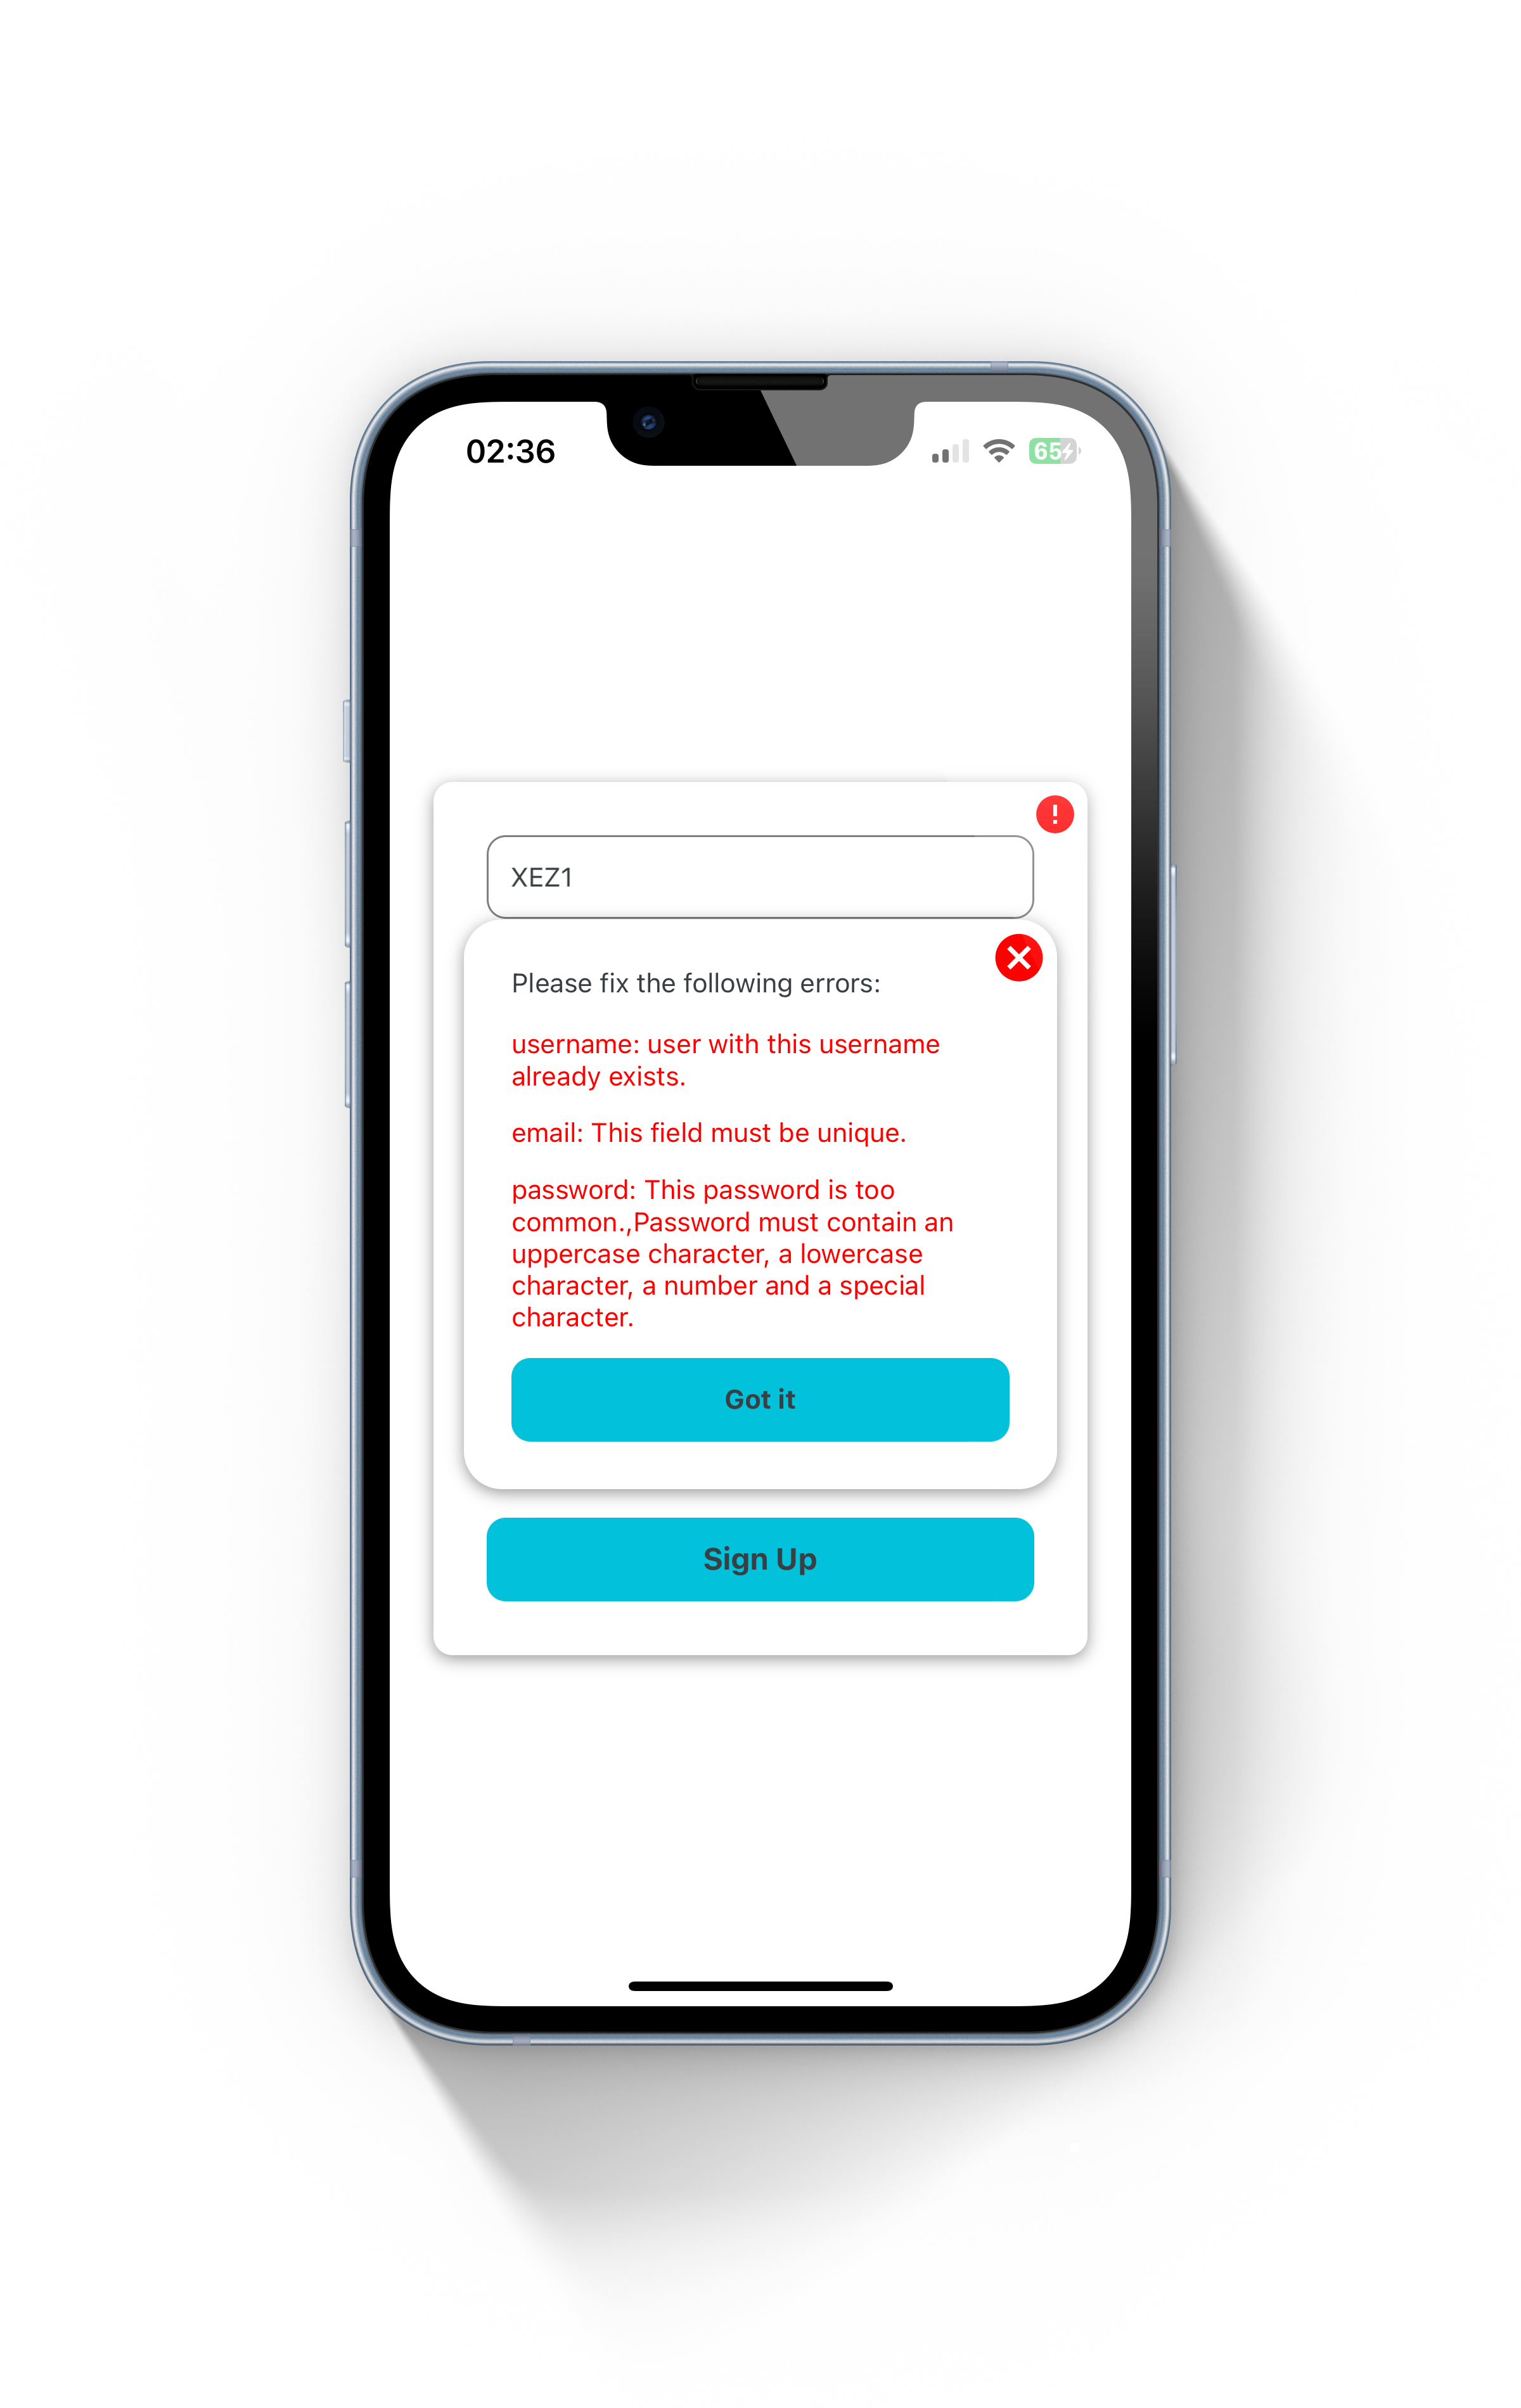 02:36
65
XEZ1
Please fix the following errors:
username: user with this username
already exists.
email: This field must be unique.
password: This password is too
common.,Password must contain an
uppercase character, a lowercase
character, a number and a special
character.
Got it
Sign Up